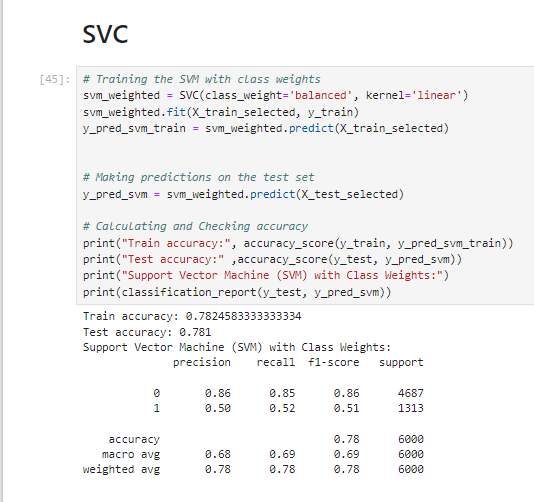 SVC
[45]: # Training the SVM with class weights
svm_weighted = SVC(class_weight='balanced', kernel='linear')
svm_weighted.fit(X_train_selected, y_train)
y_pred_svm_train = svm_weighted.predict(X_train_selected)
# Making predictions on the test set
y_pred_svm = svm_weighted.predict(X_test_selected)
# Calculating and Checking accuracy
print("Train accuracy:", accuracy_score(y_train, y_pred_svm_train))
print("Test accuracy:" ,accuracy_score(y_test, y_pred_svm))
print("Support Vector Machine (SVM) with Class Weights:")
print(classification_report(y_test, y_pred_svm))
Train accuracy: 0.7824583333333334
Test accuracy: 0.781
Support Vector Machine (SVM) with Class Weights:
precision recall f1-score support
0 0.86 0.85 0.86 4687
1 0.50 0.52 0.51 1313
accuracy 0.78 6000
macro avg 0.68 0.69 0.69 6000
weighted avg 0.78 0.78 0.78 6000